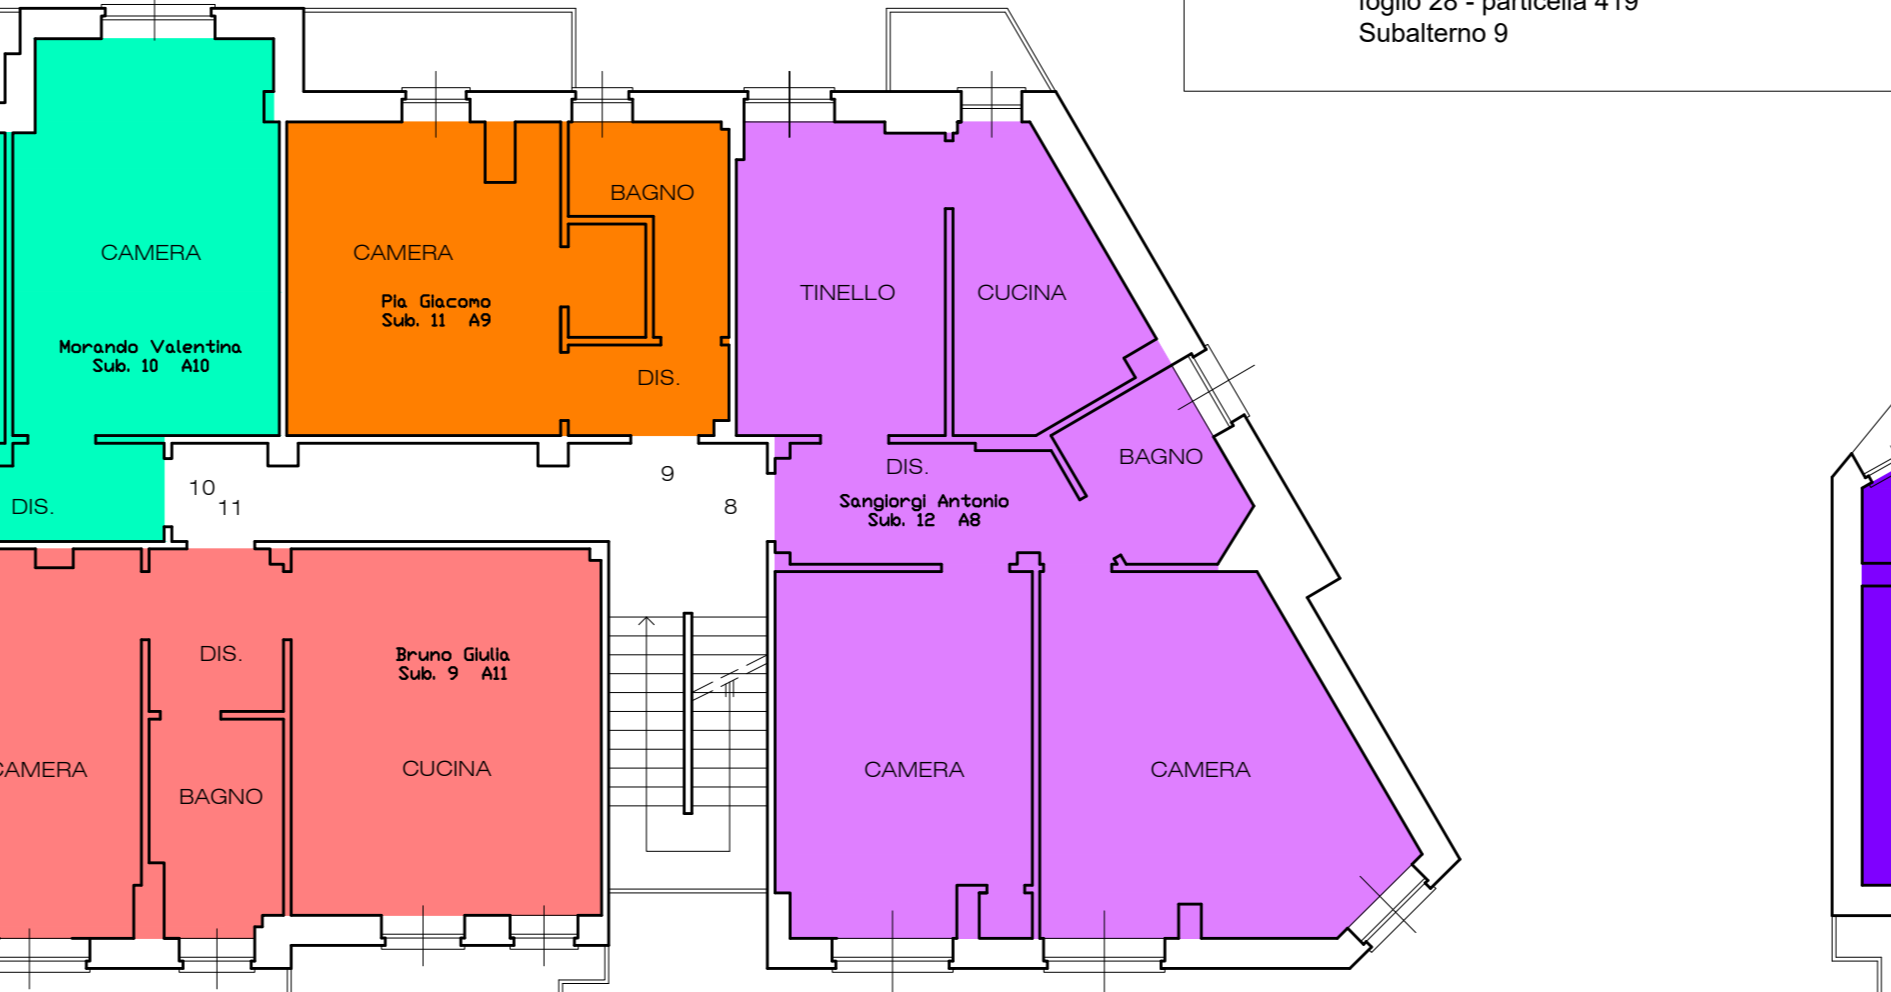 foglio 28 - particella 419
Subalterno 9
CAMERA
Morando Valentina
Sub. 10 A10
DIS.
CAMERA
Pia Giacomo
Sub. 11 A9
BAGNO
DIS.
TINELLO
CUCINA
BAGNO
DIS.
Sangiorgi Antonio
Sub. 12 A8
10
11
9
8
DIS.
Bruno Giulia
Sub. 9 A11
CAMERA
BAGNO
CUCINA
CAMERA
CAMERA